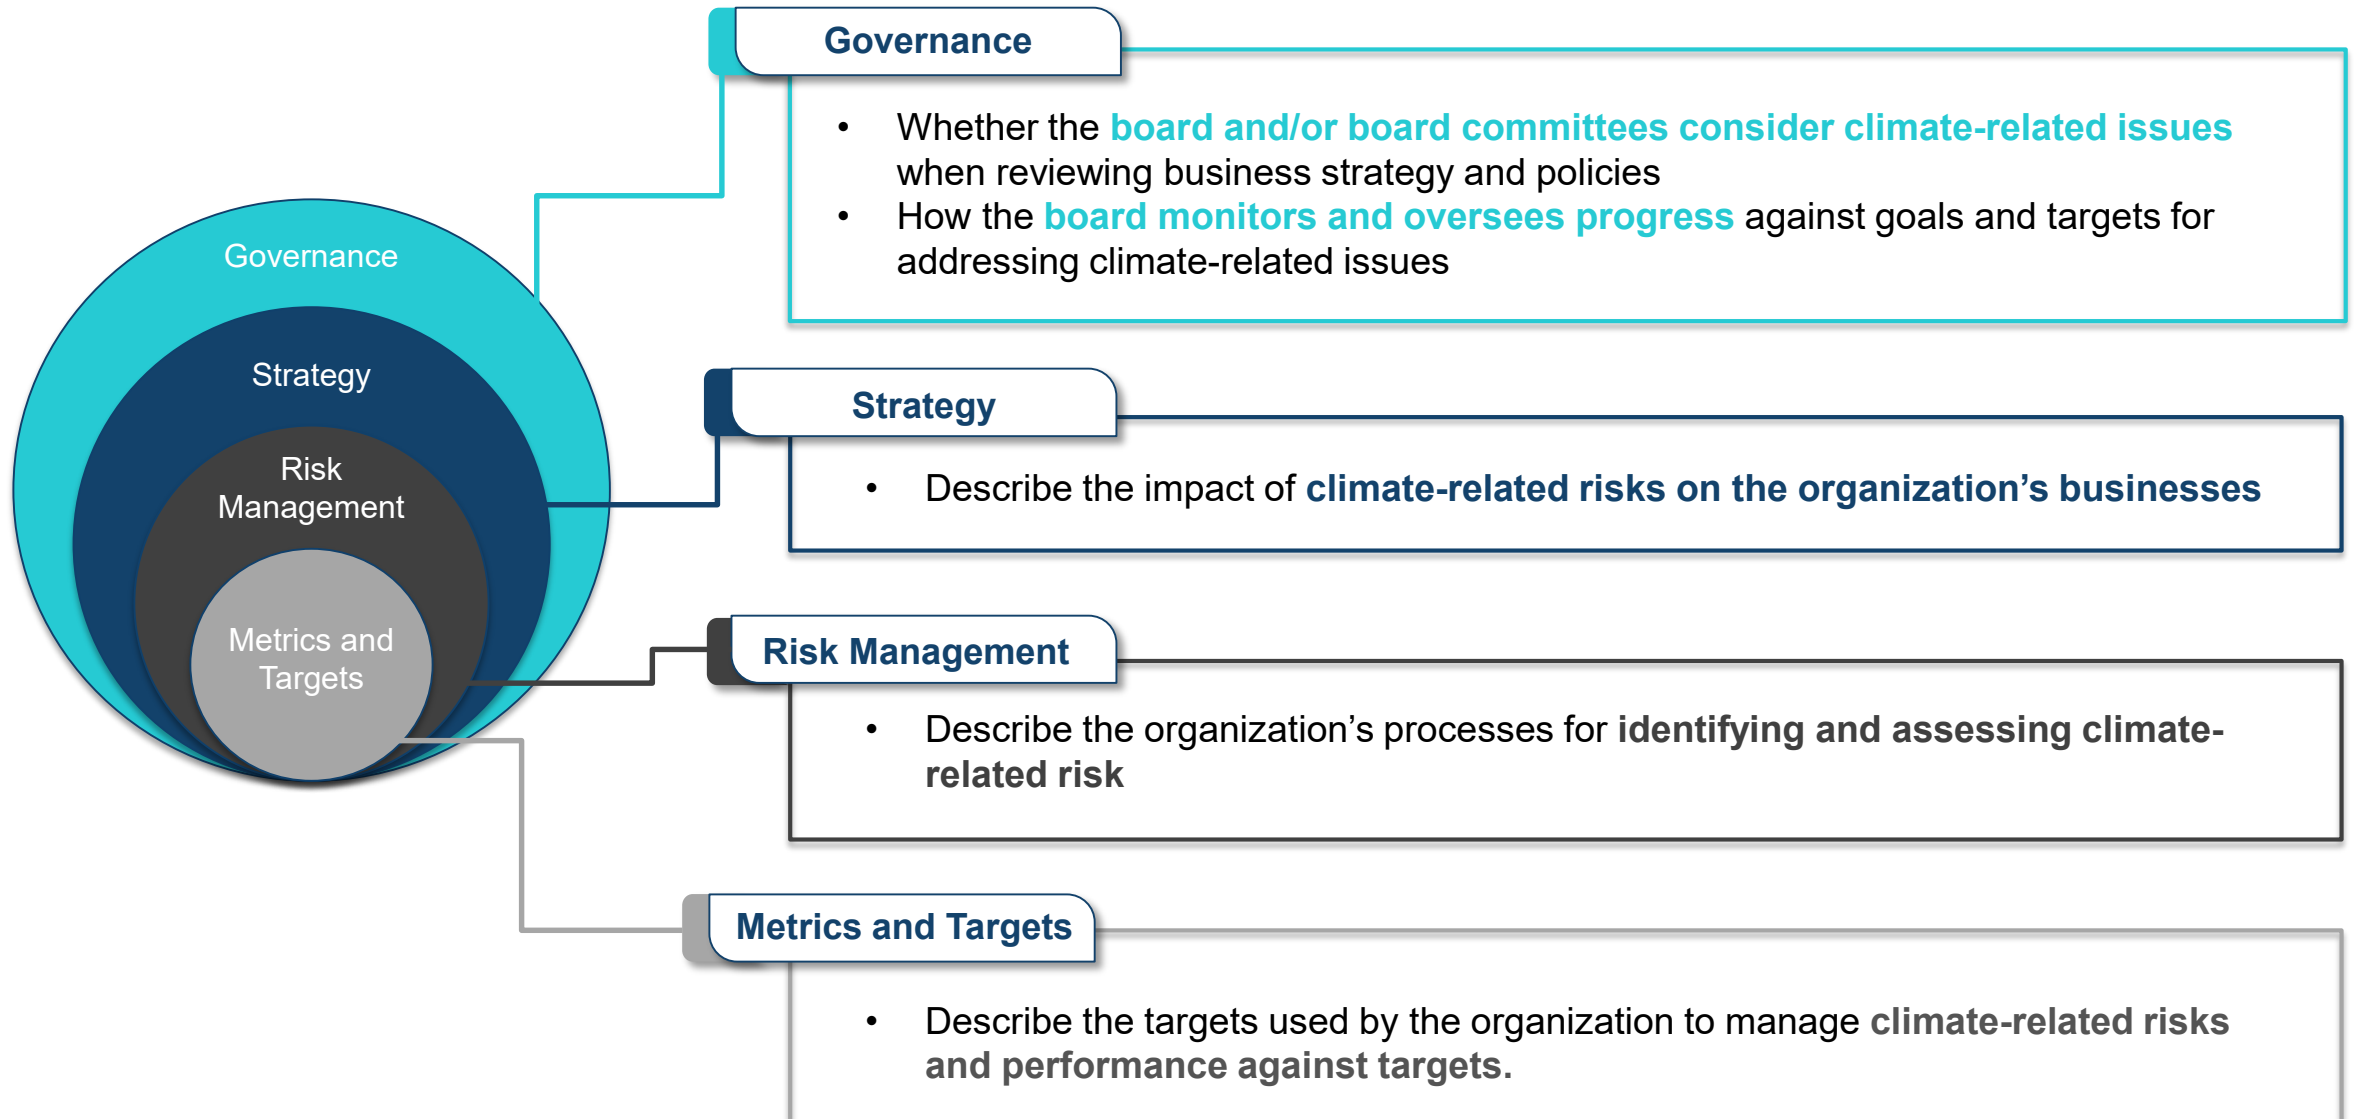 Governance
• Whether the board and/or board committees consider climate-related issues
when reviewing business strategy and policies
• How the board monitors and oversees progress against goals and targets for
addressing climate-related issues
Governance
Strategy
Risk
Management
Metrics and
Targets
Strategy
• Describe the impact of climate-related risks on the organization’s businesses
Risk Management
• Describe the organization’s processes for identifying and assessing climate-
related risk
Metrics and Targets
• Describe the targets used by the organization to manage climate-related risks
and performance against targets.